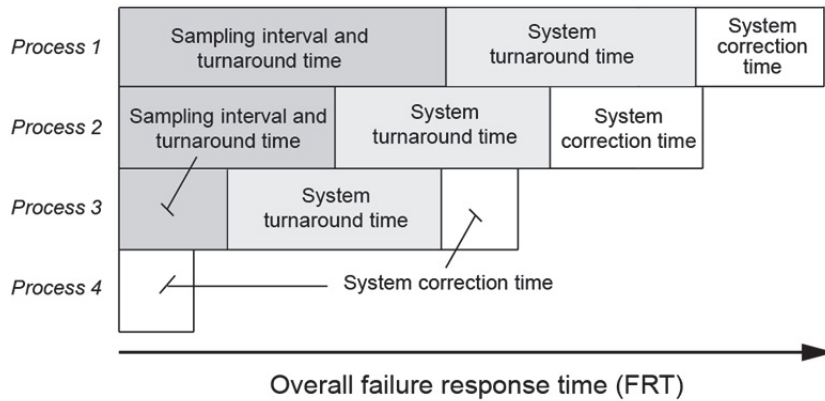 Process 1
Sampling interval and
turnaround time
System
turnaround time
System
correction
time
Process 2
Sampling interval and
turnaround time
System
turnaround time
System
correction time
Process 3
System
turnaround time
Process 4
System correction time
Overall failure response time (FRT)